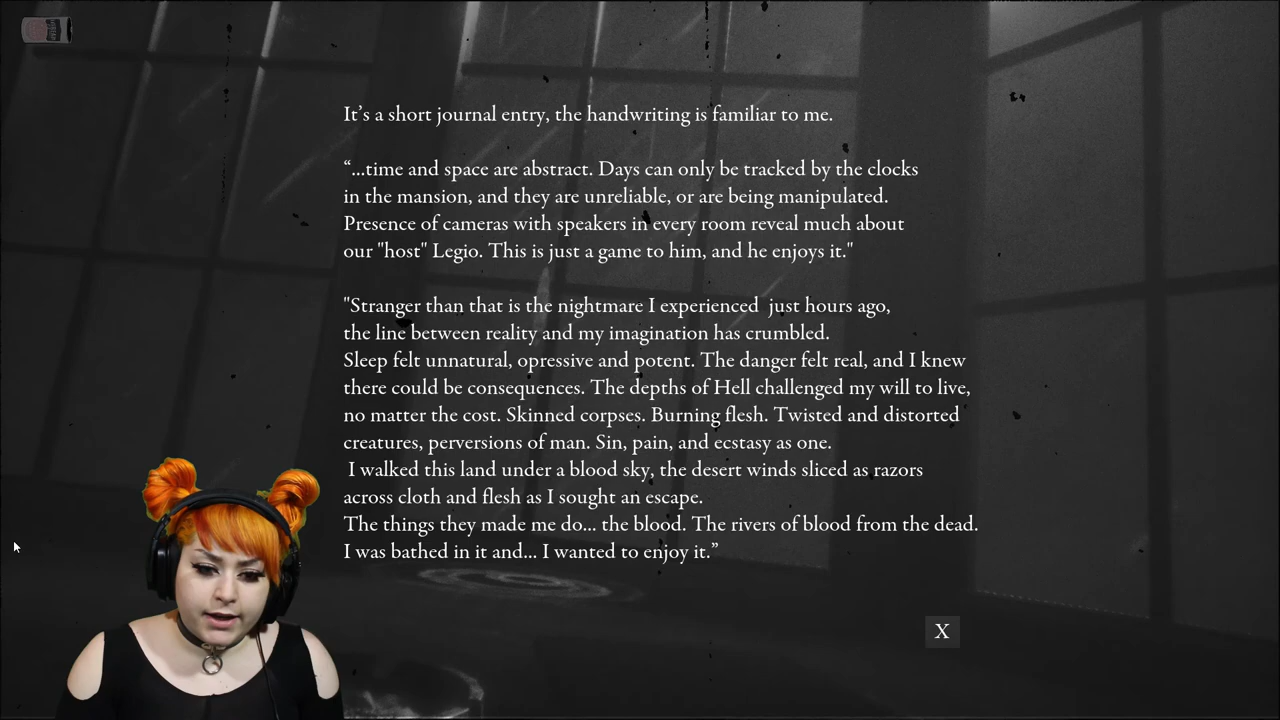 It’s a short journal entry, the handwriting is familiar to me.
“...time and space are abstract. Days can only be tracked by the clocks
in the mansion, and they are unreliable, or are being manipulated.
Presence of cameras with speakers in every room reveal much about
our "host" Legio. This is just a game to him, and he enjoys it."
"Stranger than that is the nightmare I experienced  just hours ago,
the line between reality and my imagination has crumbled.
Sleep felt unnatural, opressive and potent. The danger felt real, and I knew
there could be consequences. The depths of Hell challenged my will to live,
no matter the cost. Skinned corpses. Burning flesh. Twisted and distorted
creatures, perversions of man. Sin, pain, and ecstasy as one.
I walked this land under a blood sky, the desert winds sliced as razors
across cloth and flesh as I sought an escape.
The things they made me do... the blood. The rivers of blood from the dead.
I was bathed in it and... I wanted to enjoy it.”
X